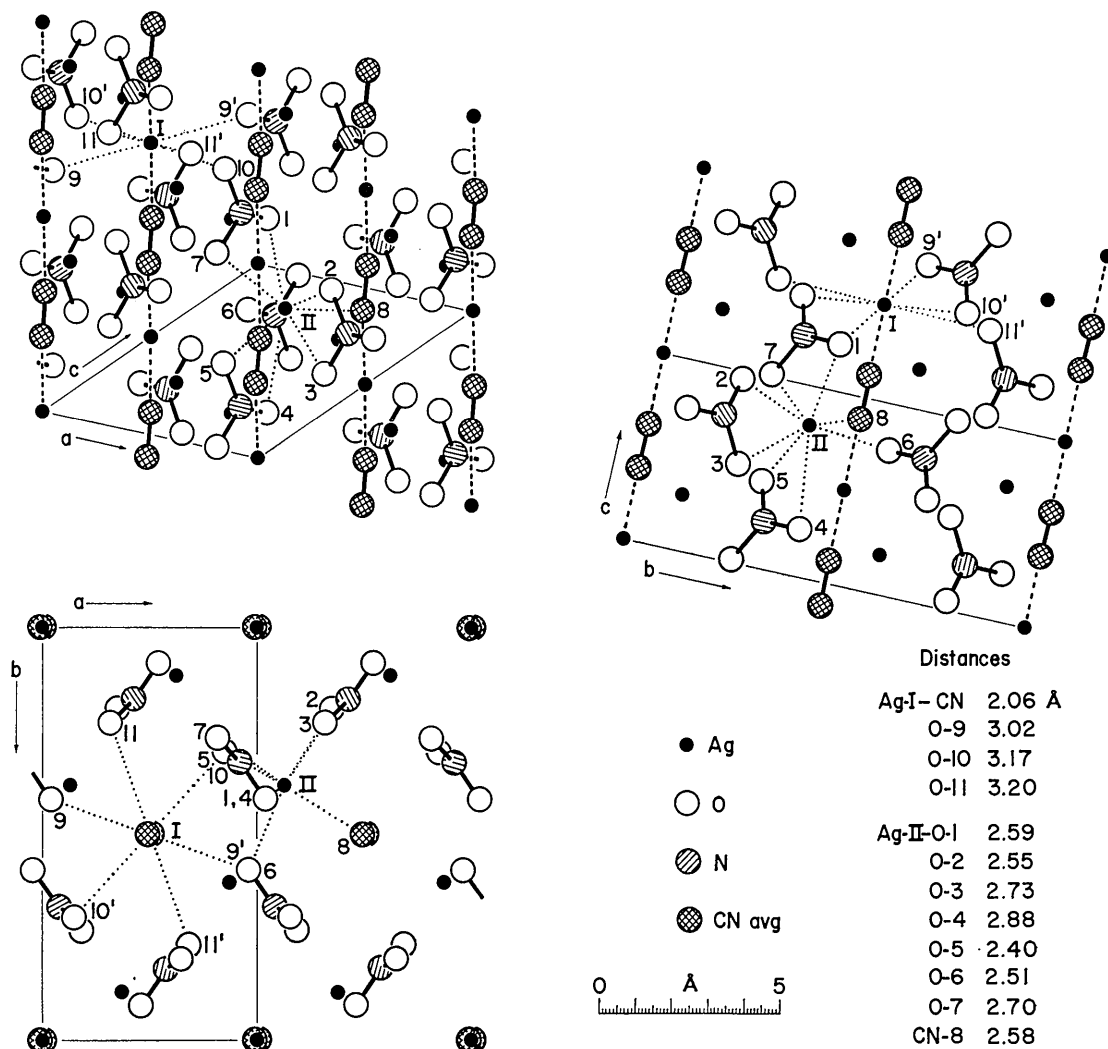 10'
11
I
9'
11'
10
9
1
7
2
6
II
8
5
3
c
4
a
9'
I
10'
11'
1
7
2
8
6
II
3
5
4
c
b
a
b
11
2
3
7
5
10
II
1,4
9
I
8
9'
6
10'
11'
Ag
O
N
CN avg
0 Å 5
Distances
Ag-I-CN 2.06 Å
O-9 3.02
O-10 3.17
O-11 3.20
Ag-II-O-1 2.59
O-2 2.55
O-3 2.73
O-4 2.88
O-5 2.40
O-6 2.51
O-7 2.70
CN-8 2.58